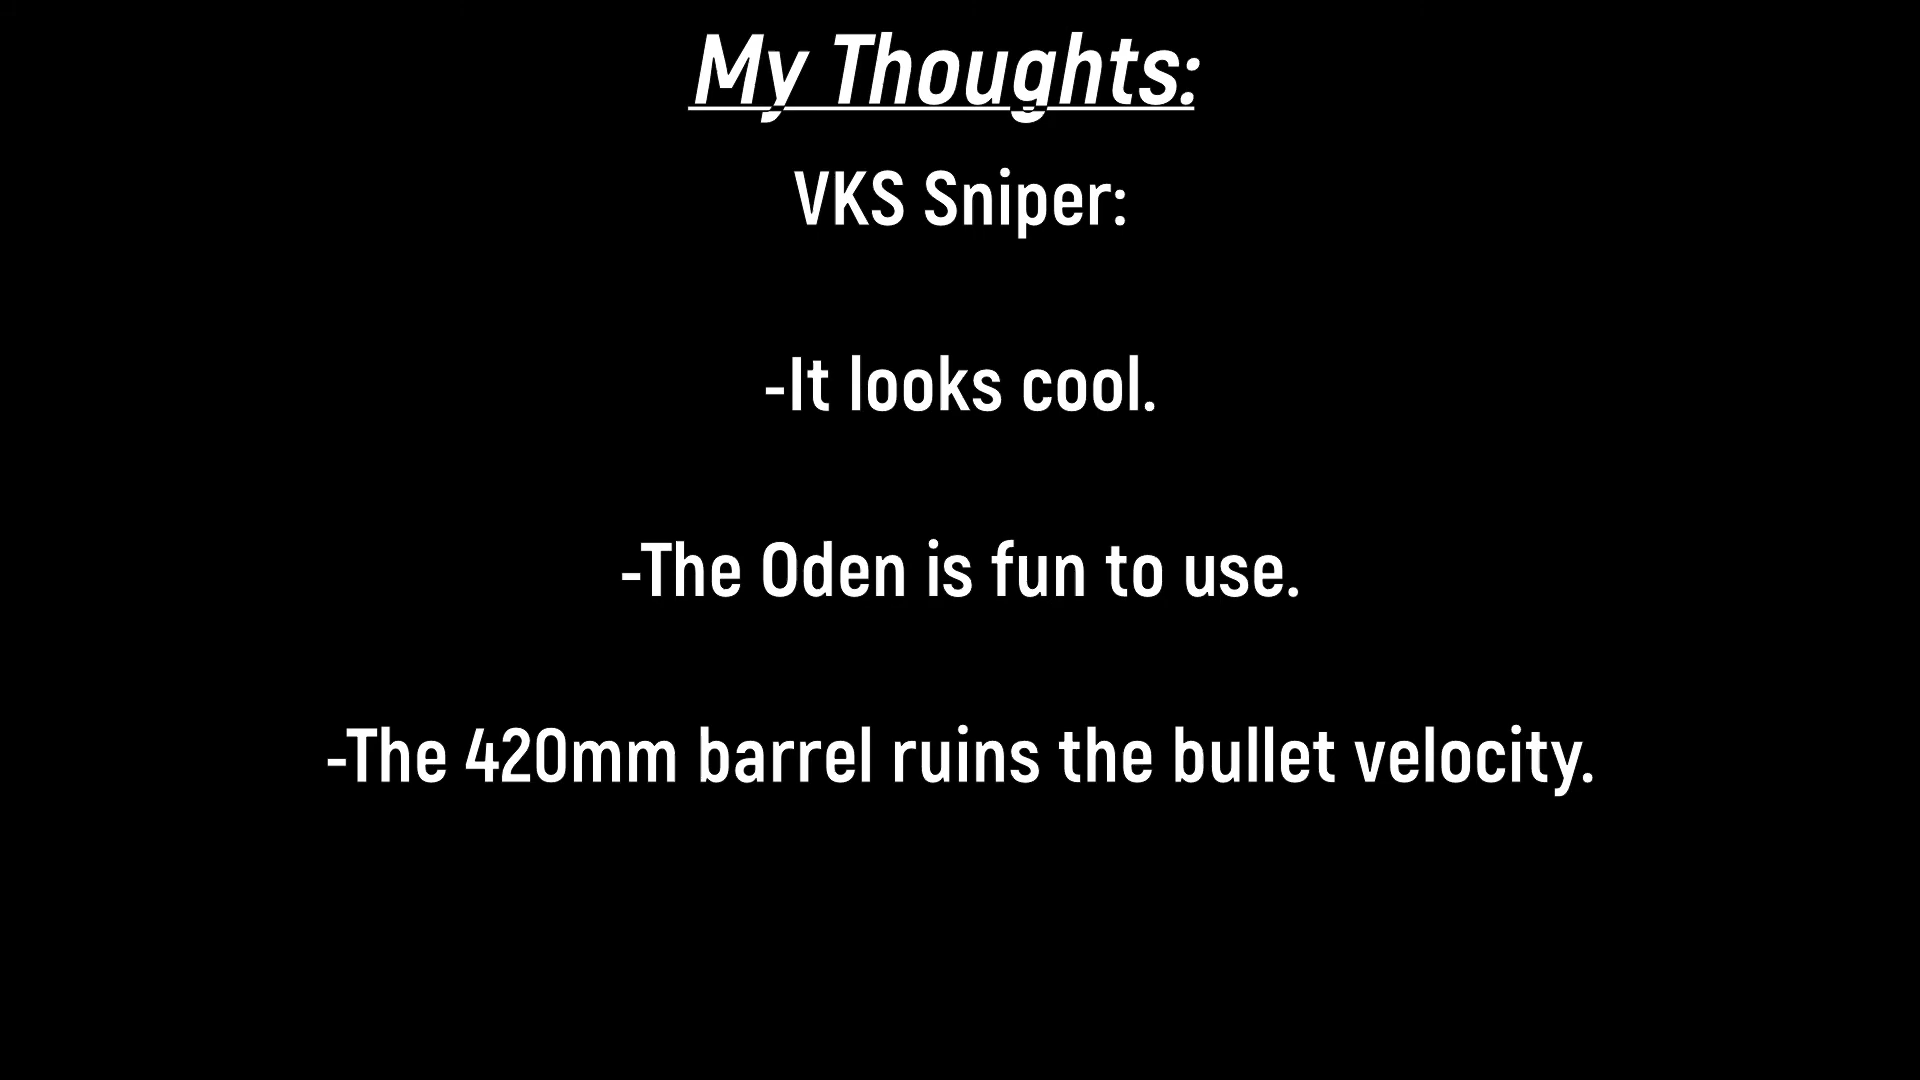 My Thoughts:
VKS Sniper:
-It looks cool.
-The Oden is fun to use.
-The 420mm barrel ruins the bullet velocity.